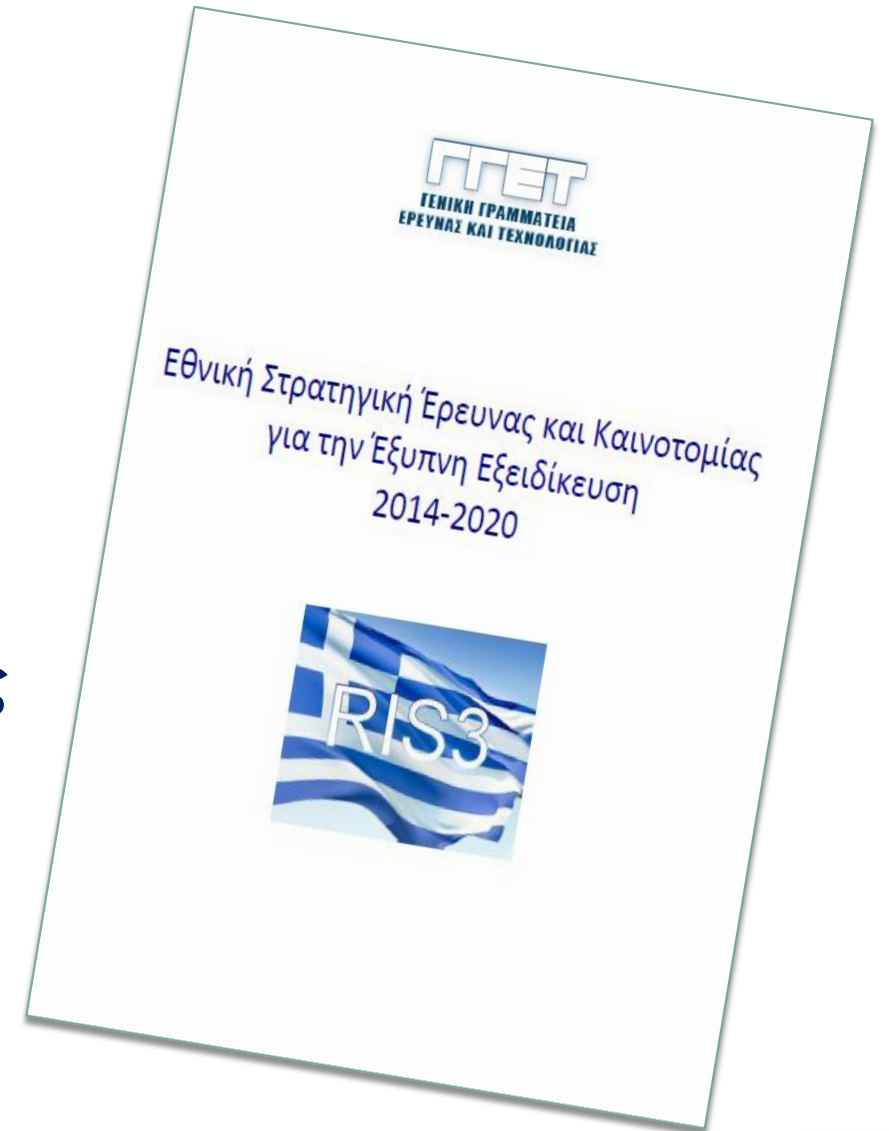 ΓΓΕΤ
ΓΕΝΙΚΗ ΓΡΑΜΜΑΤΕΙΑ
ΕΡΕΥΝΑΣ ΚΑΙ ΤΕΧΝΟΛΟΓΙΑΣ
Εθνική Στρατηγική Έρευνας και Καινοτομίας
για την Έξυπνη Εξειδίκευση
2014-2020
RIS3
ς